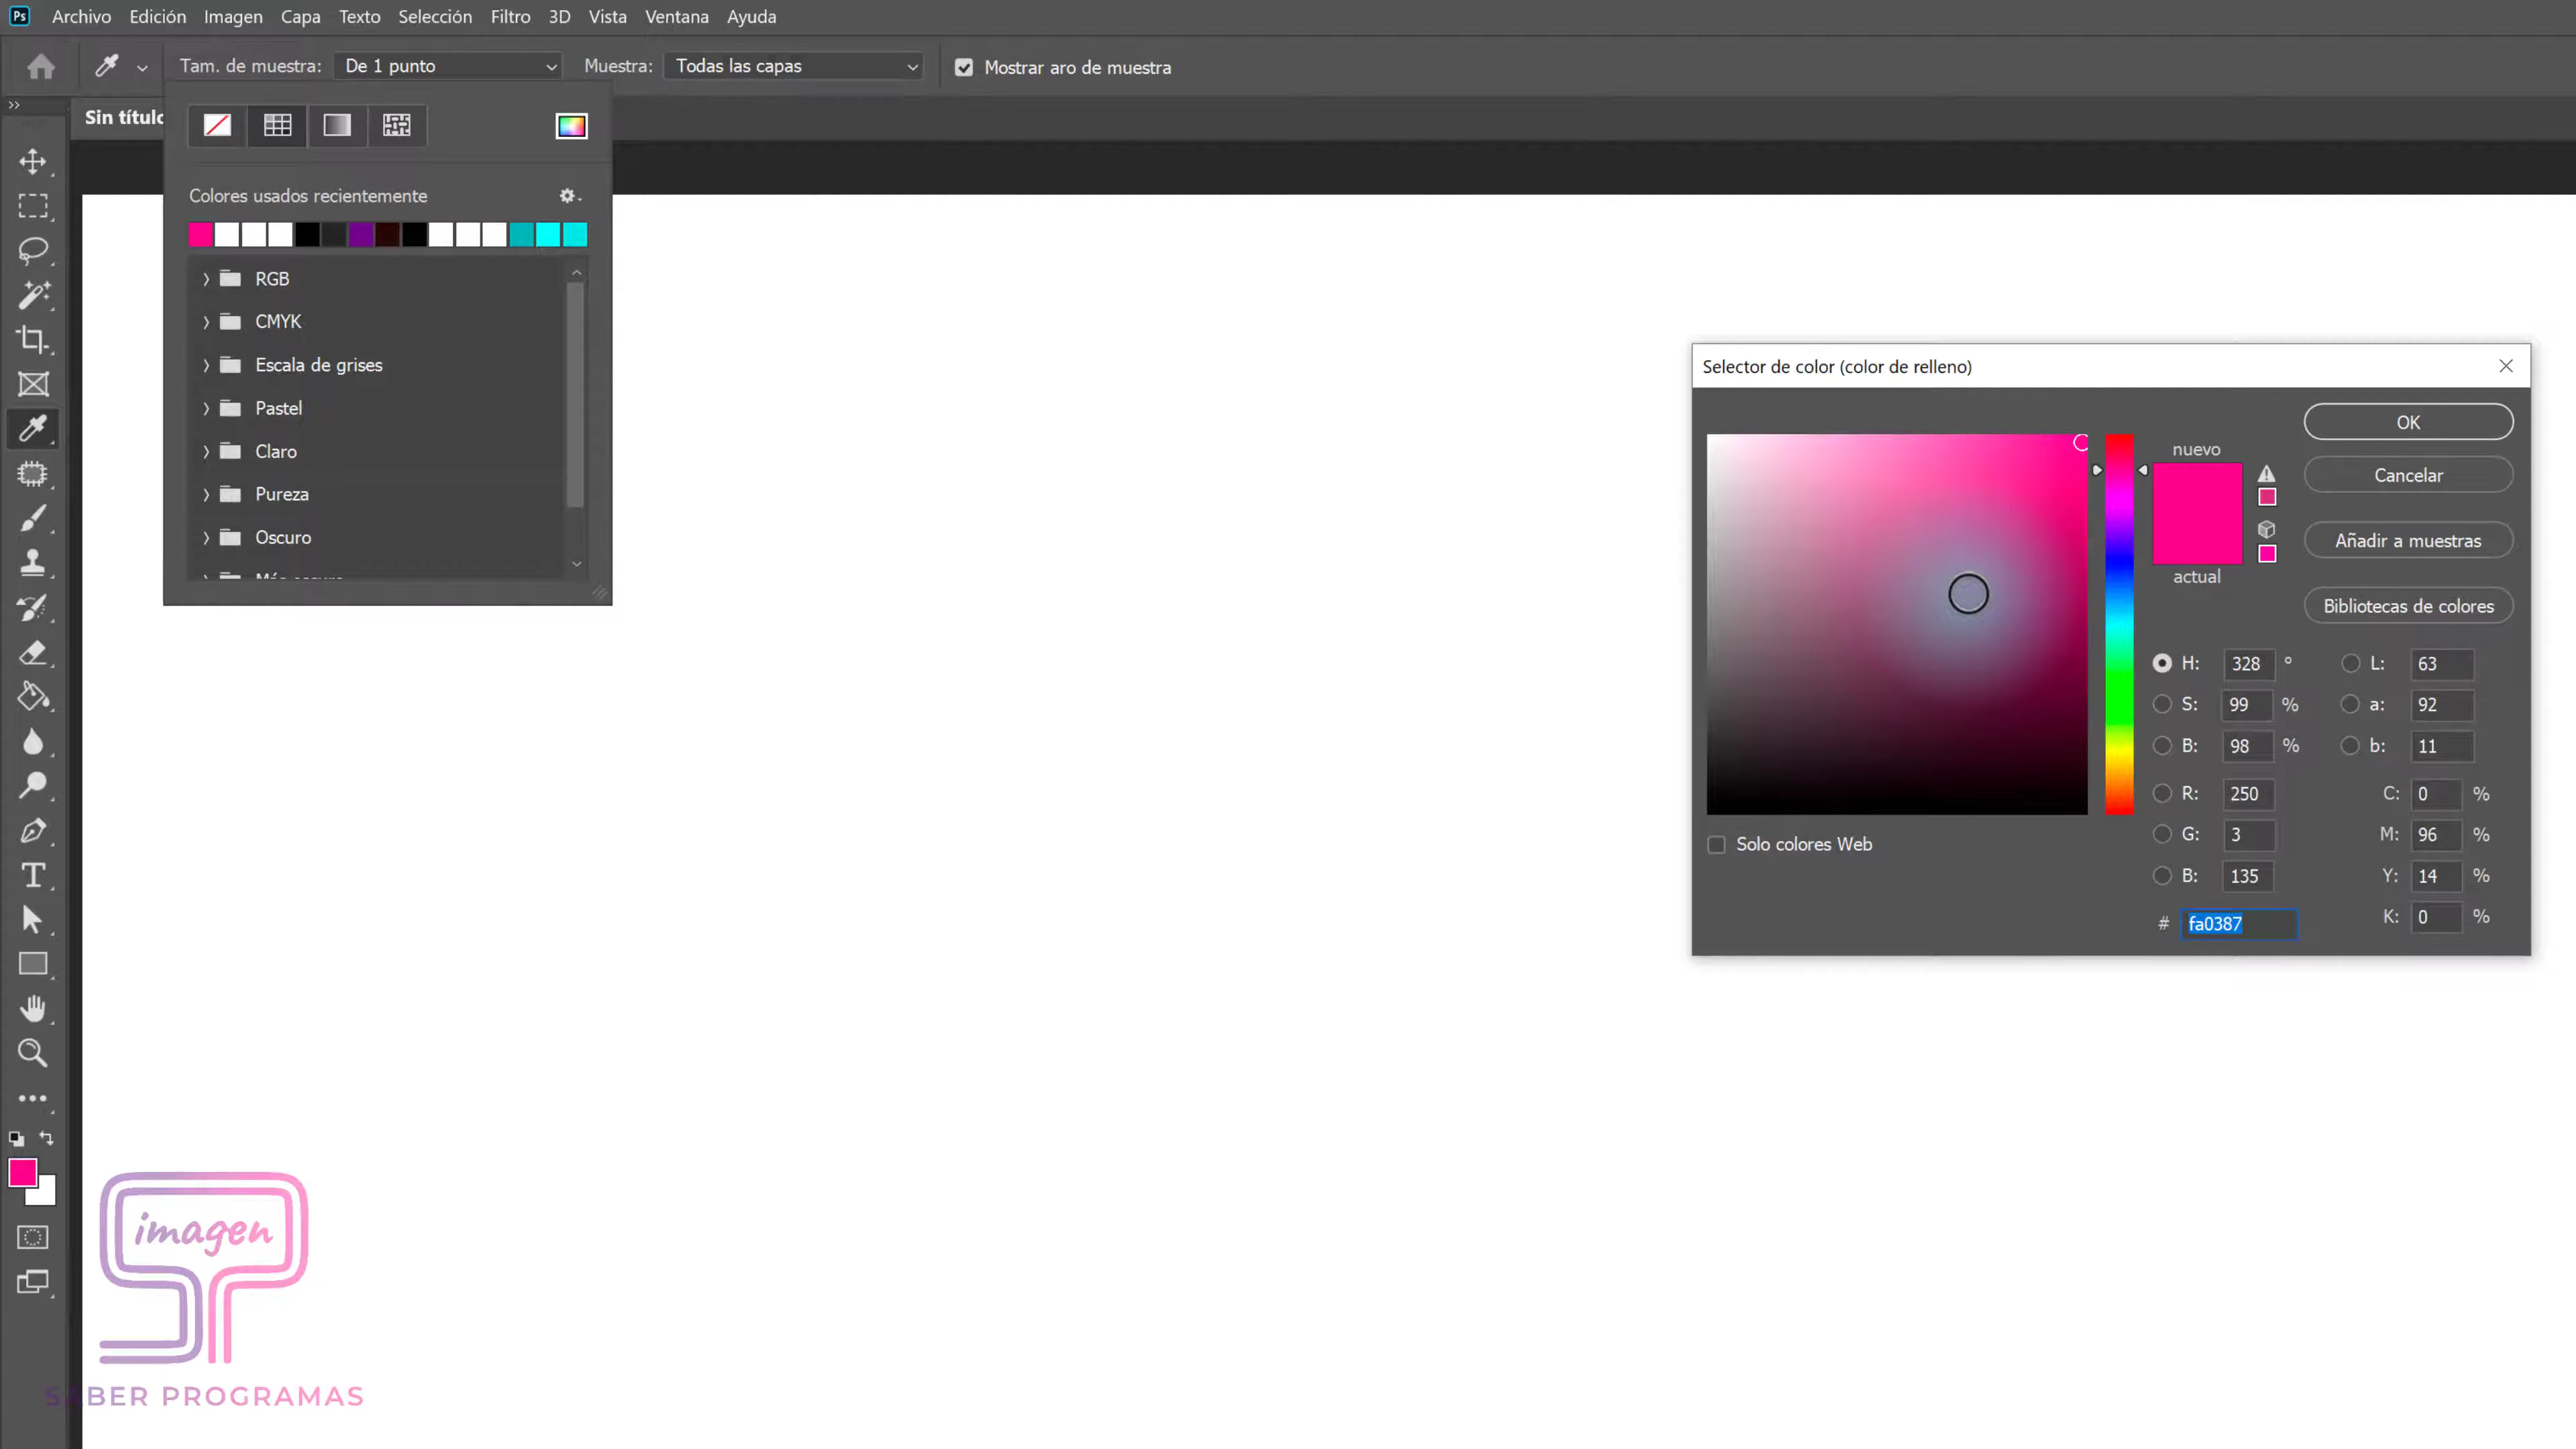 Ps Archivo Edición Imagen Capa Texto Selección Filtro 3D Vista Ventana Ayuda
Tam. de muestra: De 1 punto Muestra: Todas las capas Mostrar aro de muestra
Sin título
Colores usados recientemente
RGB
CMYK
Escala de grises
Pastel
Claro
Pureza
Oscuro
Selector de color (color de relleno)
nuevo
actual
OK
Cancelar
Añadir a muestras
Bibliotecas de colores
H: 328 ° L: 63
S: 99 % a: 92
B: 98 % b: 11
R: 250 C: 0 %
G: 3 M: 96 %
B: 135 Y: 14 %
# fa0387 K: 0 %
Solo colores Web
imagen
SABER PROGRAMAS